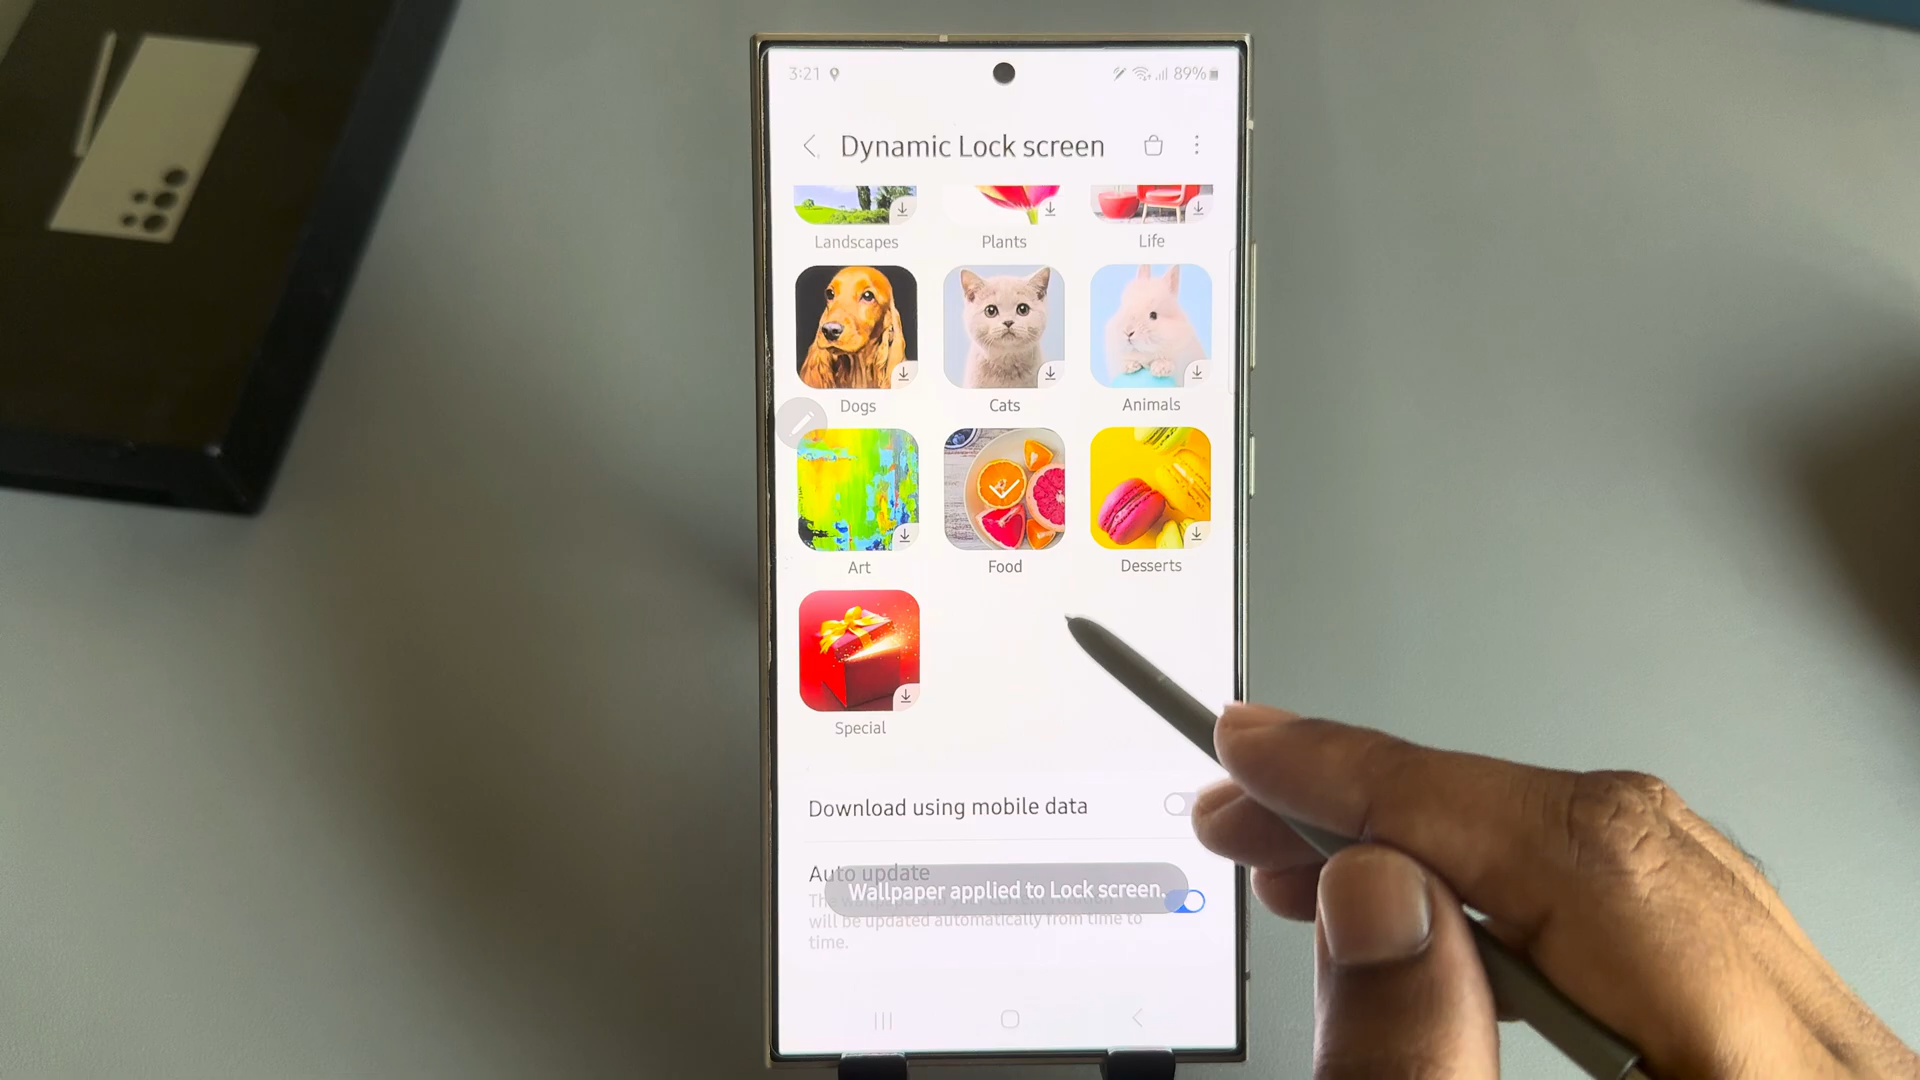 3:21
89%
Dynamic Lock screen
Landscapes
Plants
Life
Dogs
Cats
Animals
Art
Food
Desserts
Special
Download using mobile data
Auto update
Wallpaper applied to Lock screen.
will be updated automatically from time to
time.